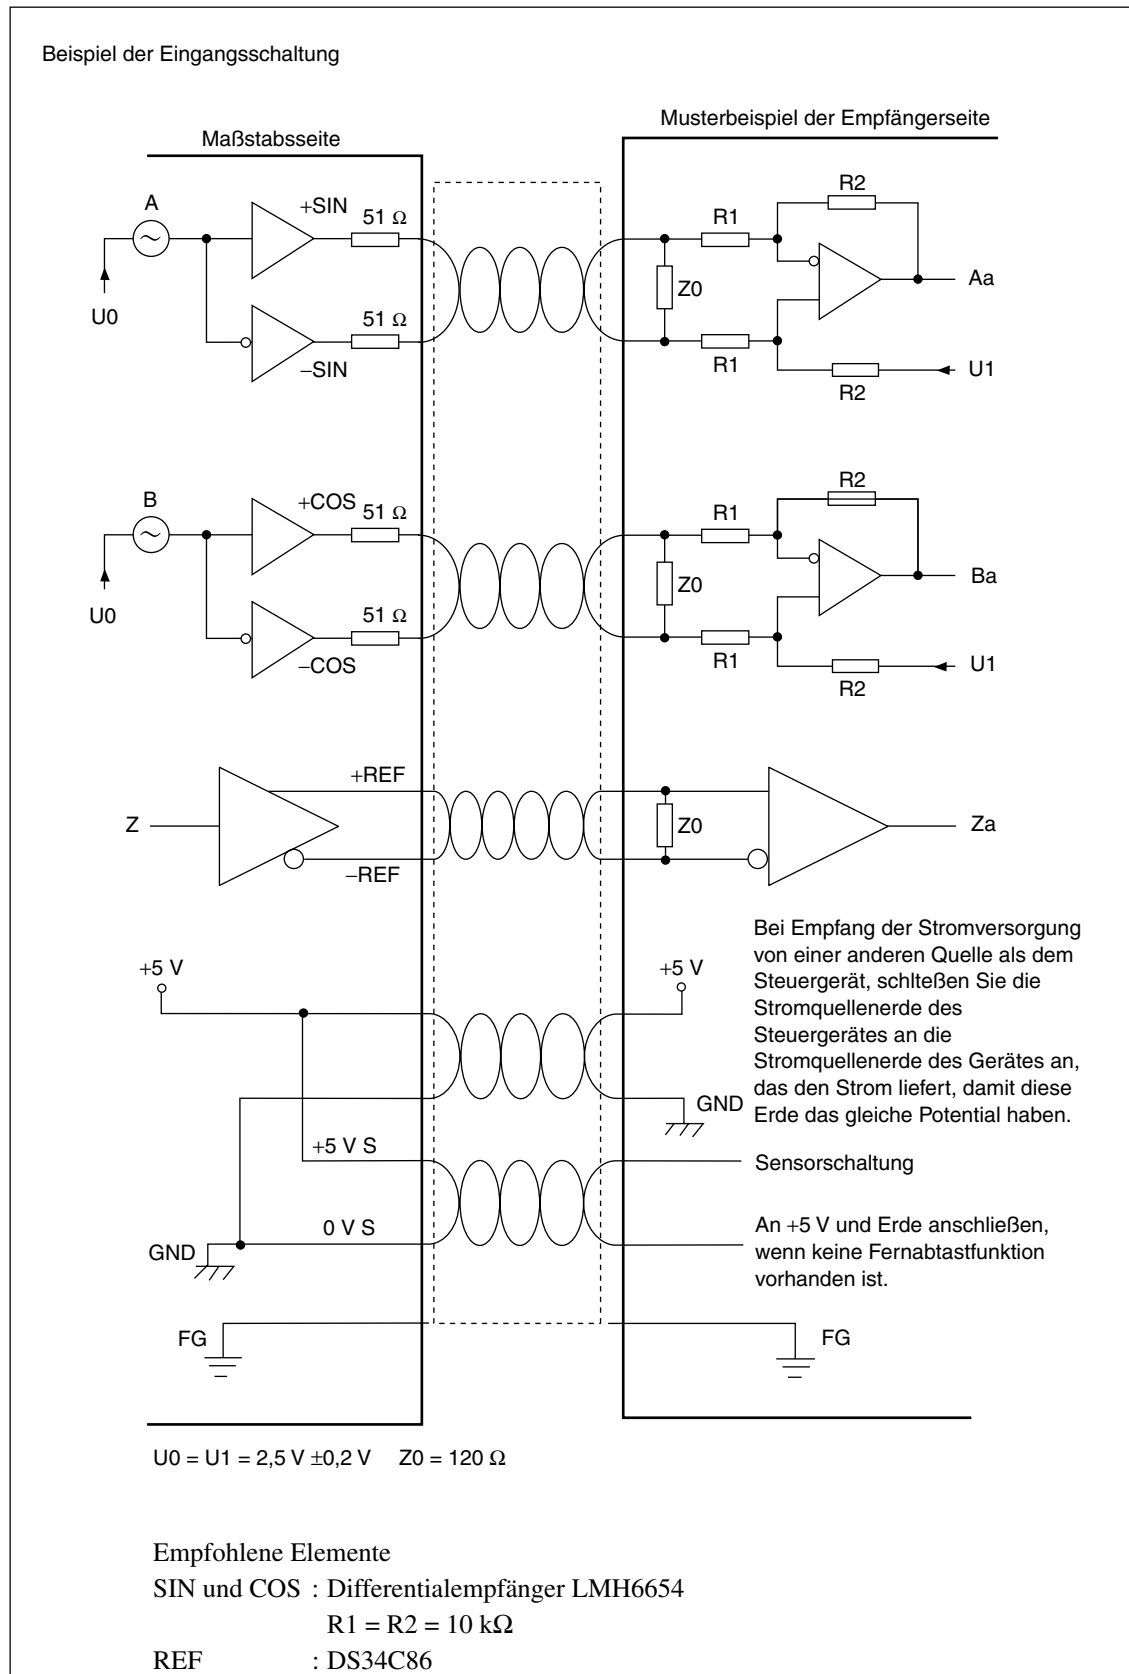 Beispiel der Eingangsschaltung
Maßstabsseite
Musterbeispiel der Empfängerseite
A
+SIN
51 Ω
U0
51 Ω
−SIN
R2
R1
Z0
Aa
R1
R2
U1
B
+COS
51 Ω
U0
51 Ω
−COS
R2
R1
Z0
Ba
R1
R2
U1
Z
+REF
−REF
Z0
Za
+5 V
+5 V
GND
Bei Empfang der Stromversorgung
von einer anderen Quelle als dem
Steuergerät, schlteßen Sie die
Stromquellenerde des
Steuergerätes an die
Stromquellenerde des Gerätes an,
das den Strom liefert, damit diese
Erde das gleiche Potential haben.
+5 V S
Sensorschaltung
0 V S
GND
An +5 V und Erde anschließen,
wenn keine Fernabtastfunktion
vorhanden ist.
FG
FG
U0 = U1 = 2,5 V ±0,2 V Z0 = 120 Ω
Empfohlene Elemente
SIN und COS : Differentialempfänger LMH6654
R1 = R2 = 10 kΩ
REF : DS34C86